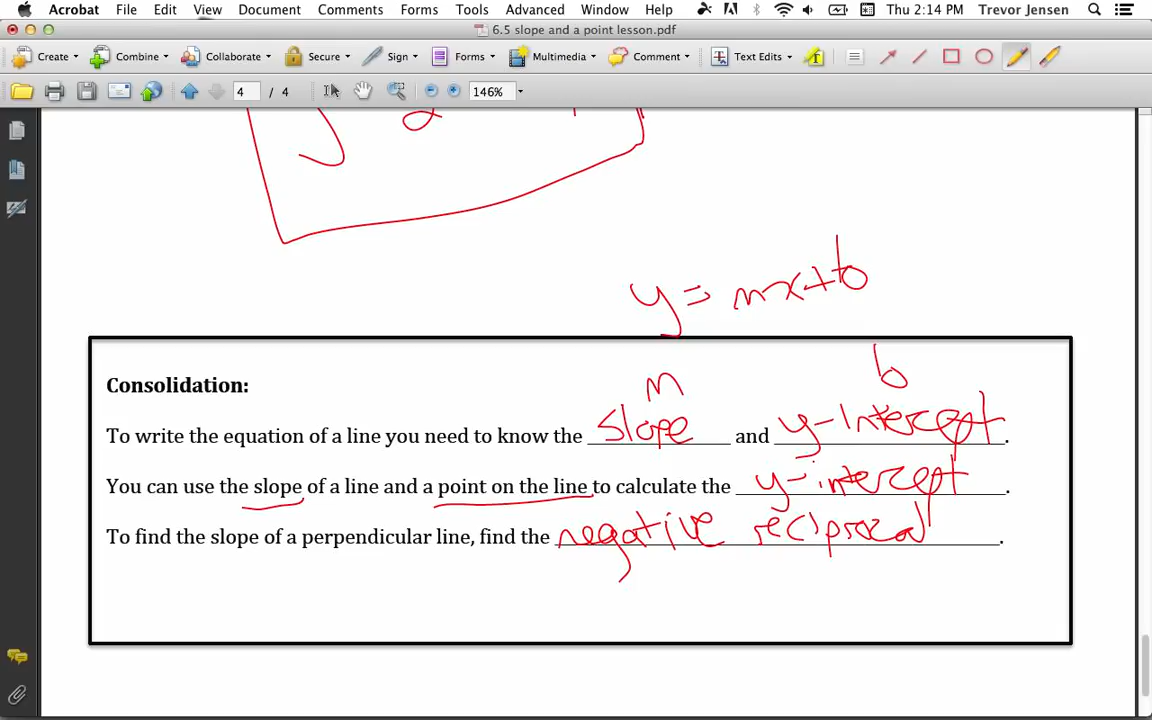 Acrobat File Edit View Document Comments Forms Tools Advanced Window Help Thu 2:14 PM Trevor Jensen
6.5 slope and a point lesson.pdf
Create Combine Collaborate Secure Sign Forms Multimedia Comment Text Edits
4 / 4 146%
y = mx+b
Consolidation:
m b
To write the equation of a line you need to know the slope and y-intercept.
You can use the slope of a line and a point on the line to calculate the y-intercept.
To find the slope of a perpendicular line, find the negative reciprocal.